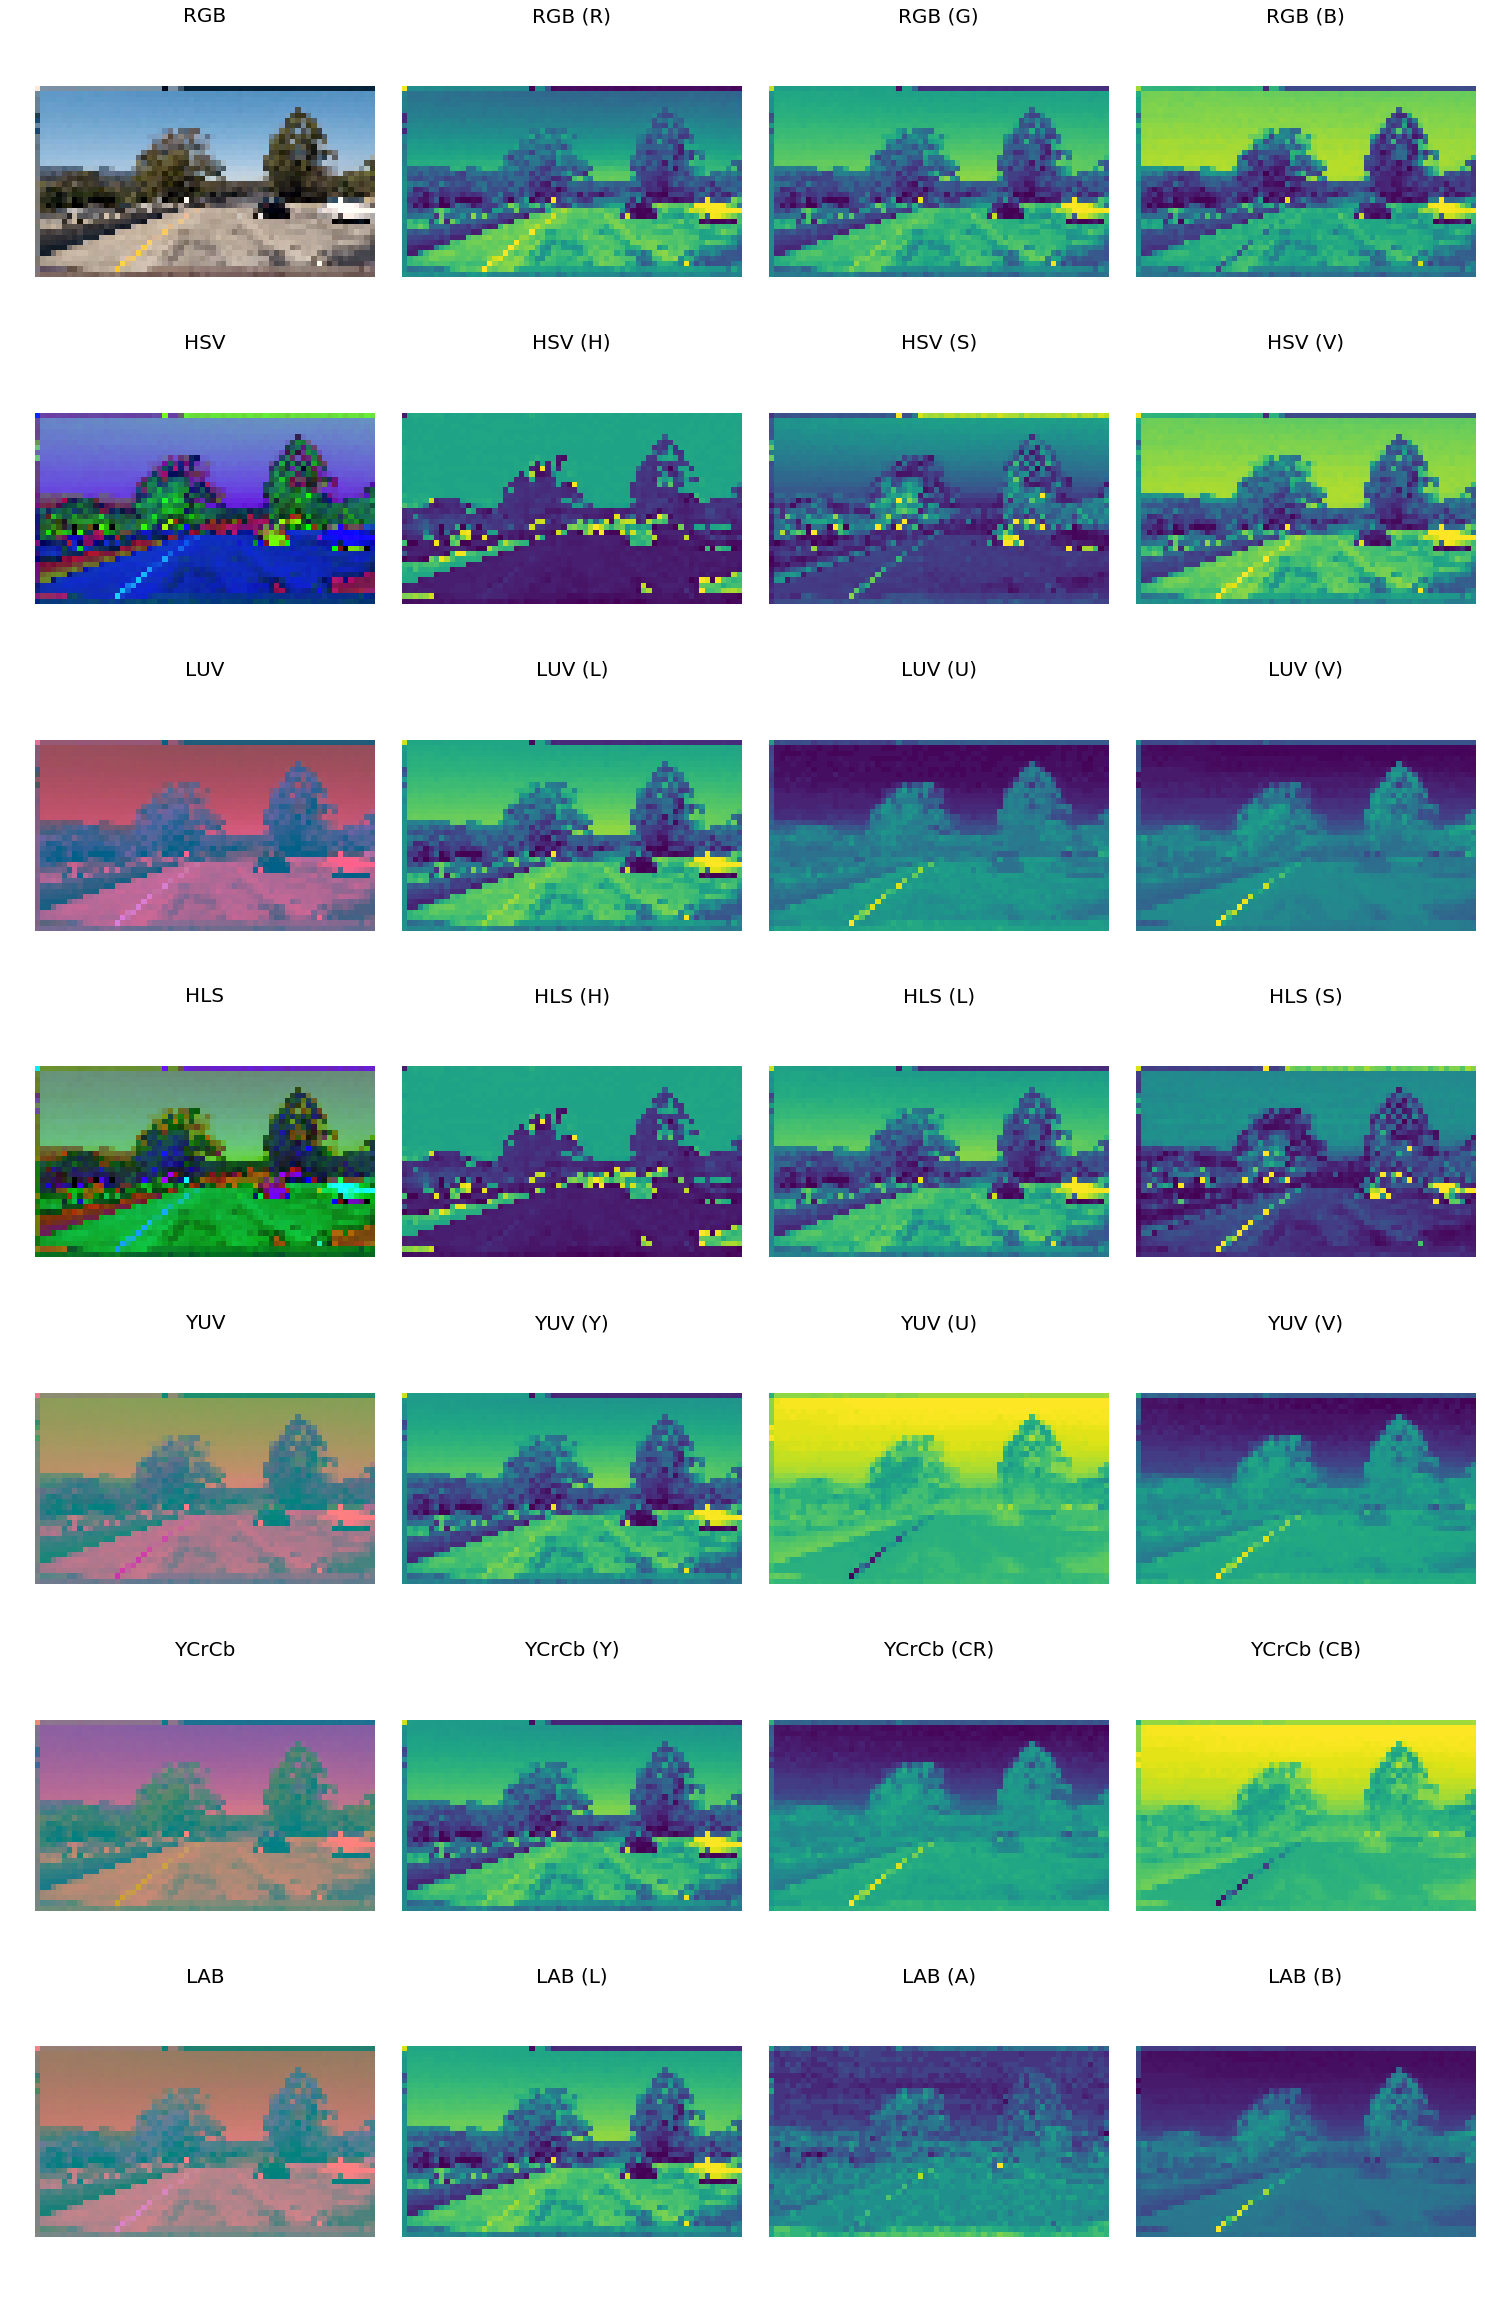 RGB
RGB (R)
RGB (G)
RGB (B)
HSV
HSV (H)
HSV (S)
HSV (V)
LUV
LUV (L)
LUV (U)
LUV (V)
HLS
HLS (H)
HLS (L)
HLS (S)
YUV
YUV (Y)
YUV (U)
YUV (V)
YCrCb
YCrCb (Y)
YCrCb (CR)
YCrCb (CB)
LAB
LAB (L)
LAB (A)
LAB (B)